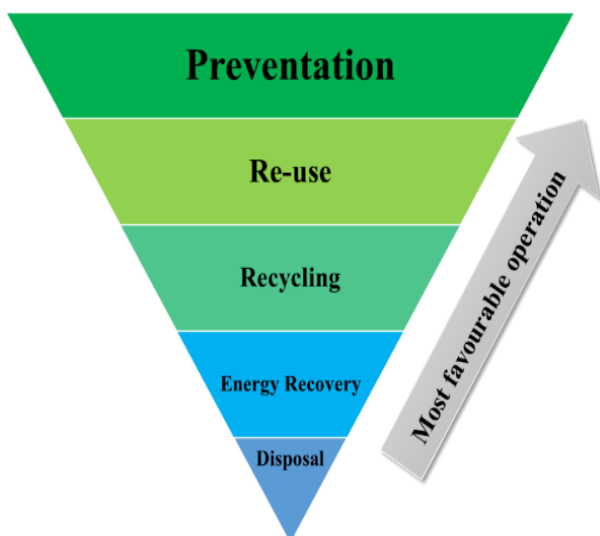 Preventation
Re-use
Recycling
Energy Recovery
Disposal
Most favourable operation